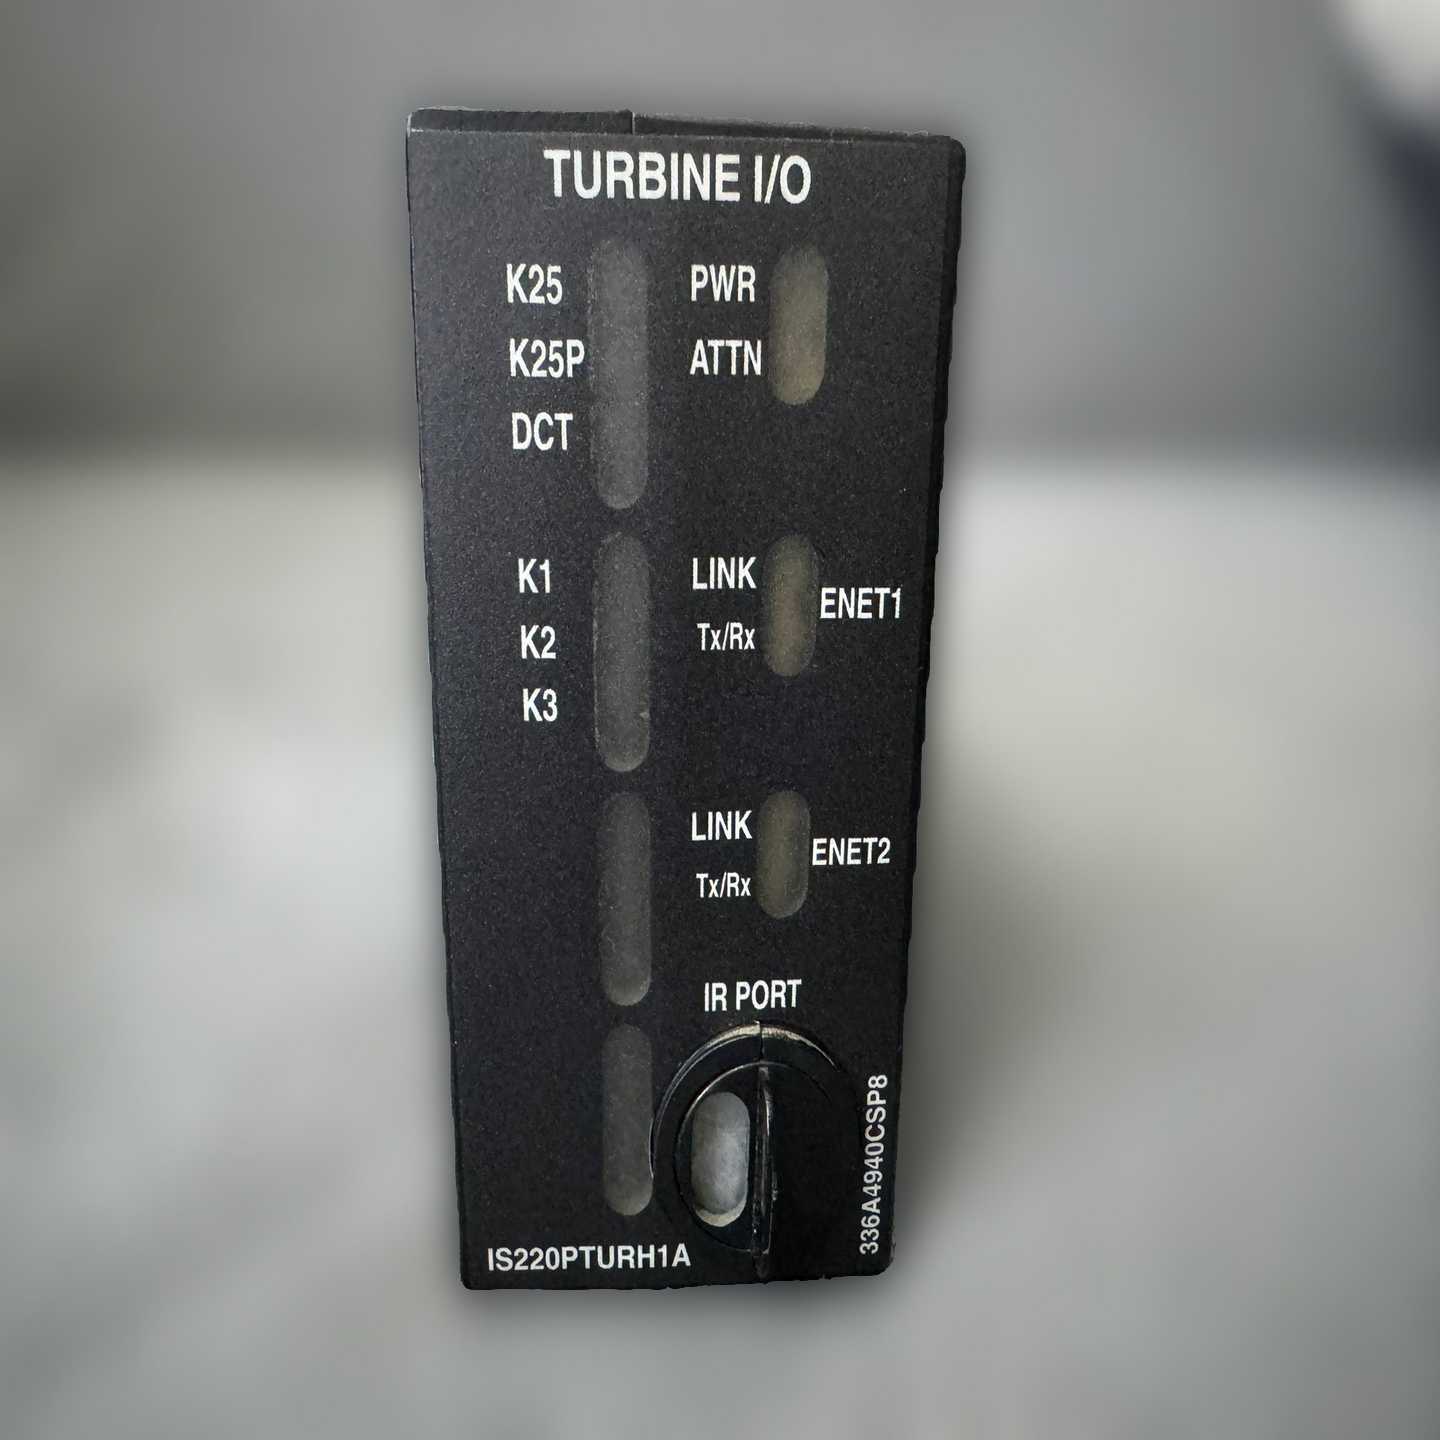 TURBINE I/O
K25
K25P
DCT
PWR
ATTN
K1
K2
K3
LINK
Tx/Rx
ENET1
LINK
Tx/Rx
ENET2
IR PORT
IS220PTURH1A
336A4940CSP8